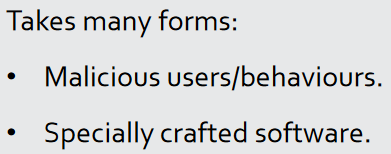 Takes many forms:
• Malicious users/behaviours.
• Specially crafted software.